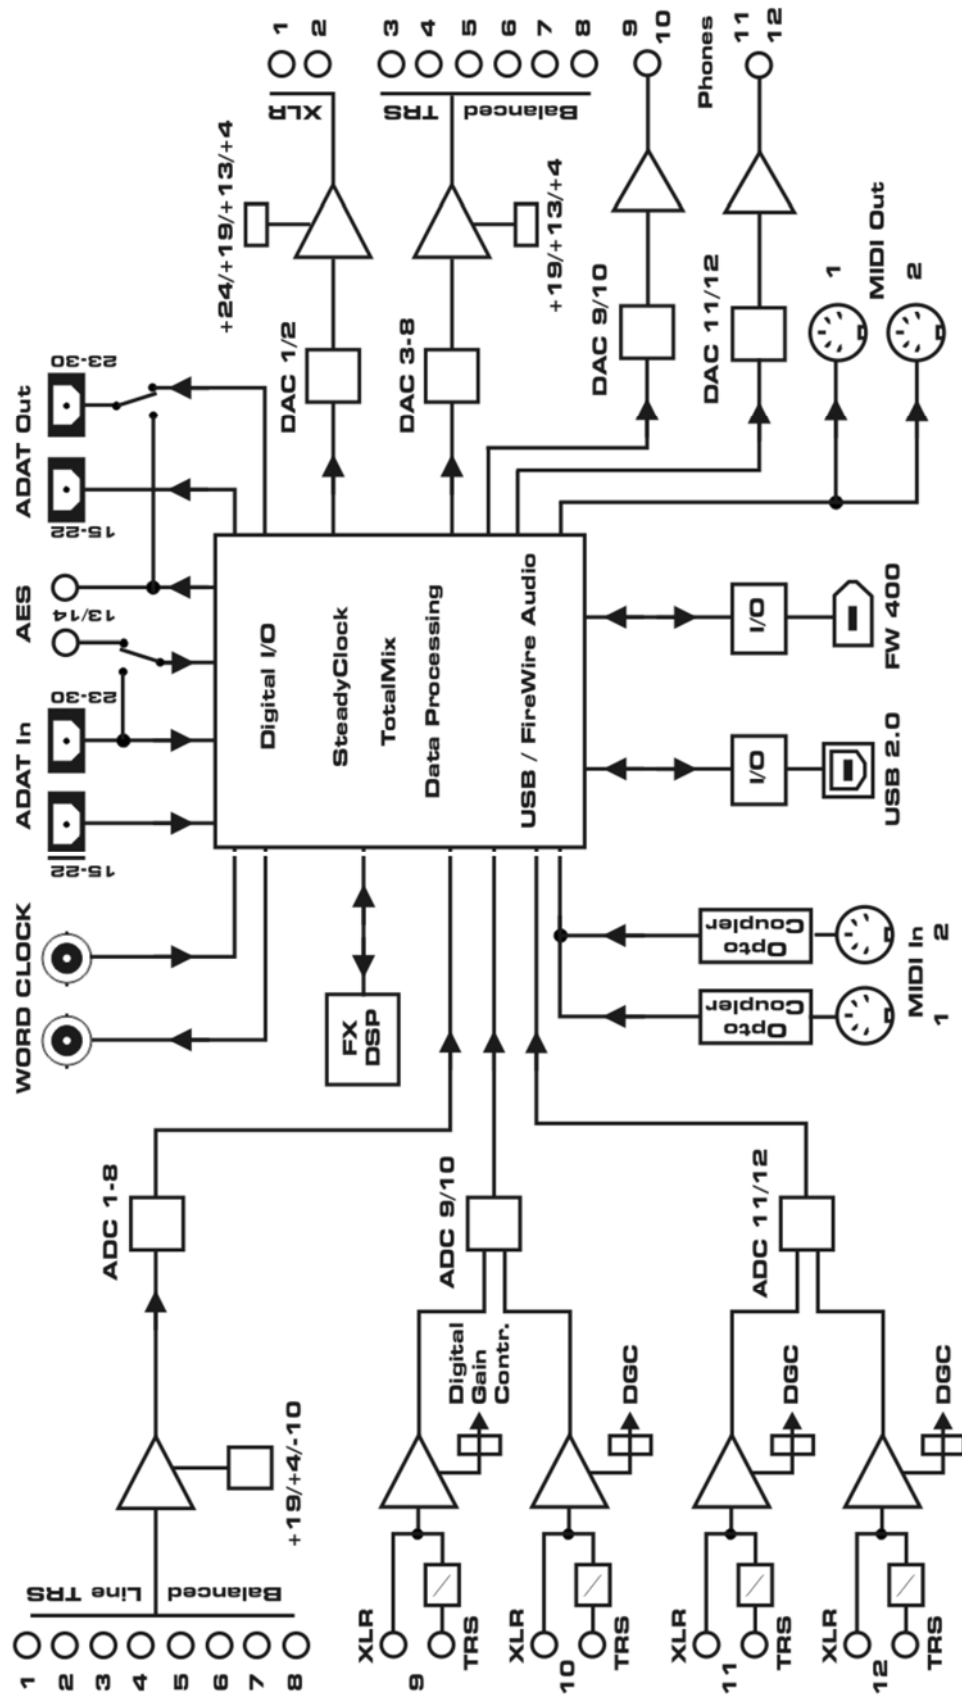 1
2
3
4
5
6
7
8
Balanced Line TRS
+19/+4/-10
ADC 1-8
XLR
9
TRS
XLR
10
TRS
Digital
Gain
Contr.
DGC
ADC 9/10
XLR
11
TRS
XLR
12
TRS
DGC
DGC
ADC 11/12
WORD CLOCK
FX
DSP
Opto
Coupler
Opto
Coupler
MIDI In
1
2
ADAT In
15-22
23-30
AES
13/14
ADAT Out
15-22
23-30
Digital I/O
SteadyClock
TotalMix
Data Processing
USB / FireWire Audio
I/O
USB 2.0
I/O
FW 400
DAC 1/2
+24/+19/+13/+4
XLR
1
2
DAC 3-8
+19/+13/+4
Balanced TRS
3
4
5
6
7
8
DAC 9/10
9
10
Phones
DAC 11/12
11
12
MIDI Out
1
2